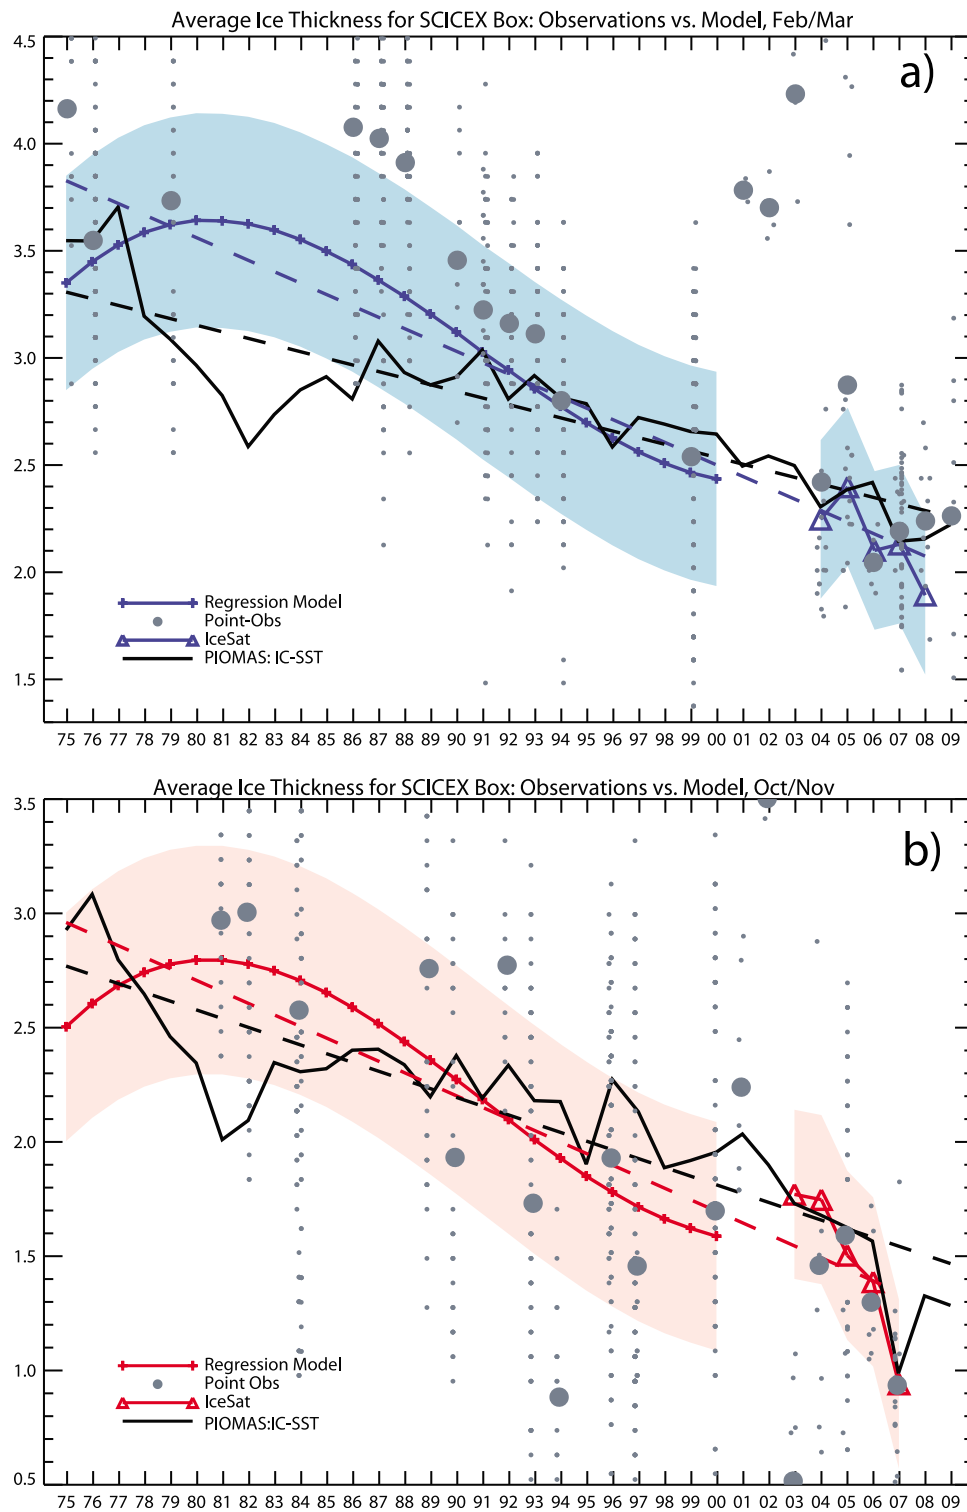 Average Ice Thickness for SCICEX Box: Observations vs. Model, Feb/Mar
a)
4.5
4.0
3.5
3.0
2.5
2.0
1.5
Regression Model
Point-Obs
IceSat
PIOMAS: IC-SST
75 76 77 78 79 80 81 82 83 84 85 86 87 88 89 90 91 92 93 94 95 96 97 98 99 00 01 02 03 04 05 06 07 08 09
Average Ice Thickness for SCICEX Box: Observations vs. Model, Oct/Nov
b)
3.5
3.0
2.5
2.0
1.5
1.0
0.5
Regression Model
Point Obs
IceSat
PIOMAS:IC-SST
75 76 77 78 79 80 81 82 83 84 85 86 87 88 89 90 91 92 93 94 95 96 97 98 99 00 01 02 03 04 05 06 07 08 09